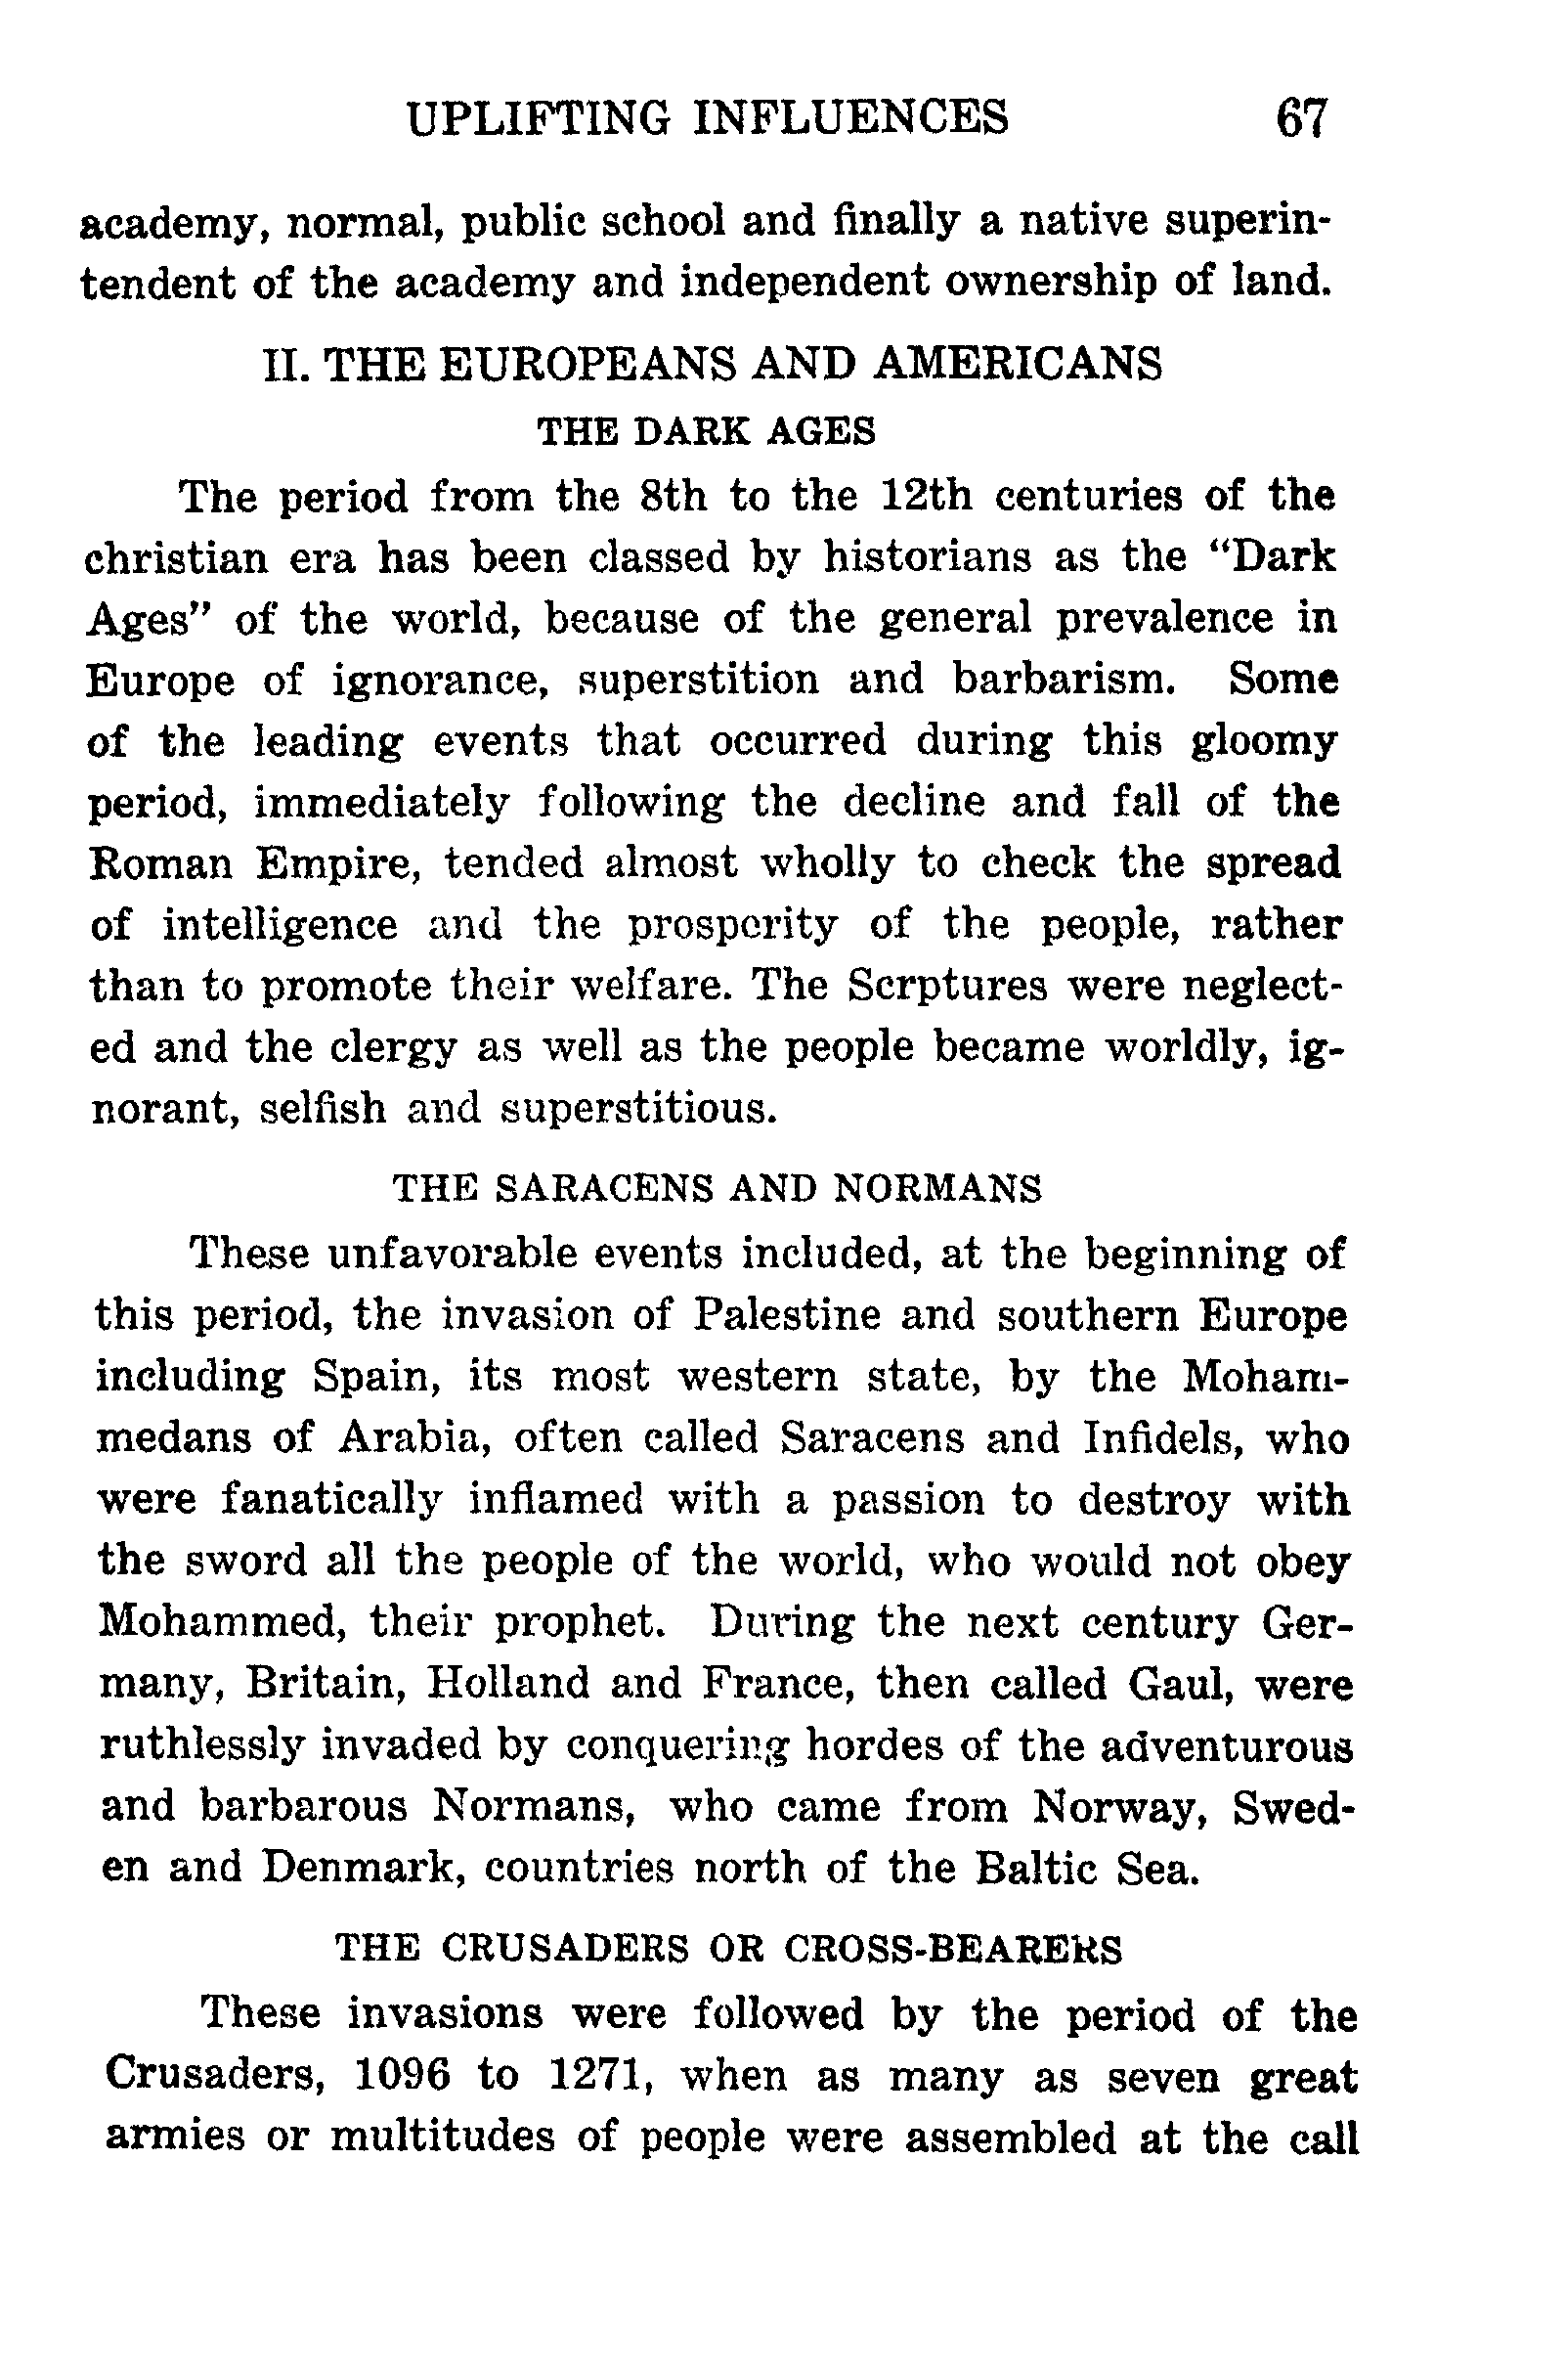 UPLIFTING INFLUENCES 67
academy, normal, public school and finally a native superin-
tendent of the academy and independent ownership of land.
II. THE EUROPEANS AND AMERICANS
THE DARK AGES
The period from the 8th to the 12th centuries of the
christian era has been classed by historians as the "Dark
Ages" of the world, because of the general prevalence in
Europe of ignorance, superstition and barbarism. Some
of the leading events that occurred during this gloomy
period, immediately following the decline and fall of the
Roman Empire, tended almost wholly to check the spread
of intelligence and the prosperity of the people, rather
than to promote their welfare. The Scrptures were neglect-
ed and the clergy as well as the people became worldly, ig-
norant, selfish and superstitious.
THE SARACENS AND NORMANS
These unfavorable events included, at the beginning of
this period, the invasion of Palestine and southern Europe
including Spain, its most western state, by the Moham-
medans of Arabia, often called Saracens and Infidels, who
were fanatically inflamed with a passion to destroy with
the sword all the people of the world, who would not obey
Mohammed, their prophet. During the next century Ger-
many, Britain, Holland and France, then called Gaul, were
ruthlessly invaded by conquering hordes of the adventurous
and barbarous Normans, who came from Norway, Swed-
en and Denmark, countries north of the Baltic Sea.
THE CRUSADERS OR CROSS-BEARERS
These invasions were followed by the period of the
Crusaders, 1096 to 1271, when as many as seven great
armies or multitudes of people were assembled at the call